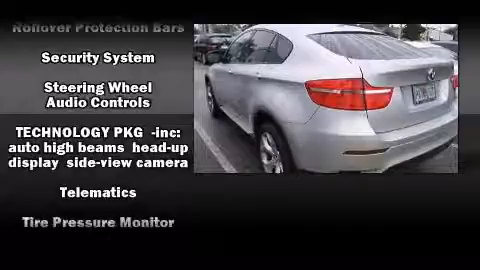 Rollover Protection Bars
Security System
Steering Wheel
Audio Controls
TECHNOLOGY PKG -inc:
auto high beams head-up
display side-view camera
Telematics
Tire Pressure Monitor